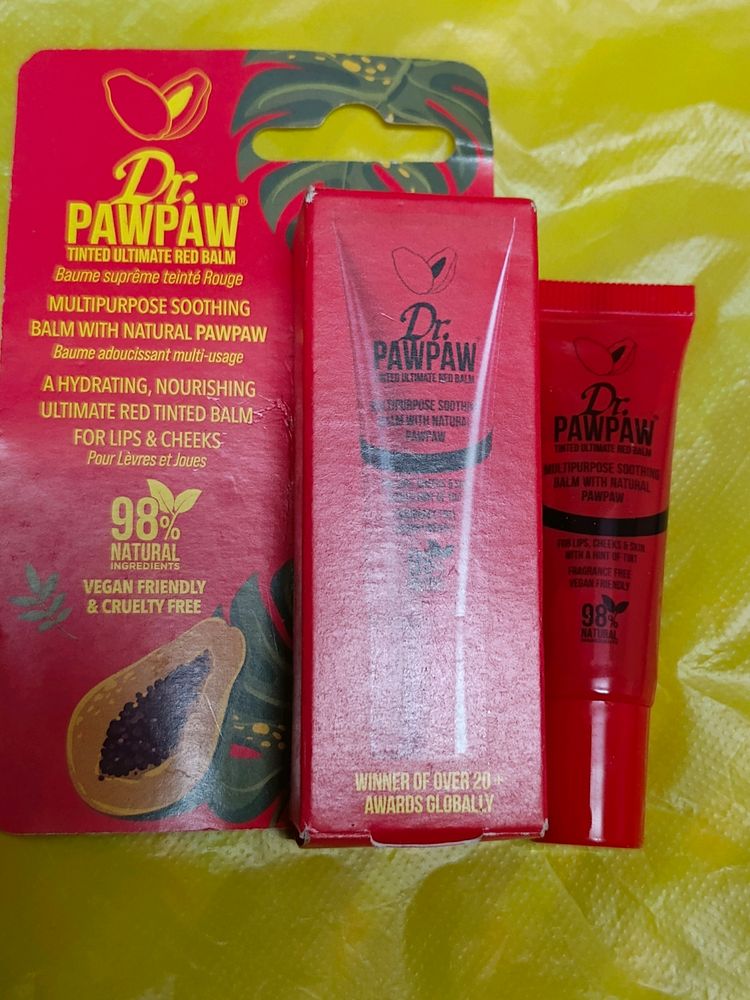 Dr.
PAWPAW®
TINTED ULTIMATE RED BALM
Baume suprême teinté Rouge
MULTIPURPOSE SOOTHING
BALM WITH NATURAL PAWPAW
Baume adoucissant multi-usage
A HYDRATING, NOURISHING
ULTIMATE RED TINTED BALM
FOR LIPS & CHEEKS
Pour Lèvres et Joues
98%
NATURAL
INGREDIENTS
VEGAN FRIENDLY
& CRUELTY FREE
Dr.
PAWPAW
TINTED ULTIMATE RED BALM
MULTIPURPOSE SOOTHING
BALM WITH NATURAL
PAWPAW
WINNER OF OVER 20 +
AWARDS GLOBALLY
Dr.
PAWPAW
TINTED ULTIMATE RED BALM
MULTIPURPOSE SOOTHING
BALM WITH NATURAL
PAWPAW
FOR LIPS, CHEEKS & SKIN
WITH A HINT OF TINT
FRAGRANCE FREE
VEGAN FRIENDLY
98%
NATURAL